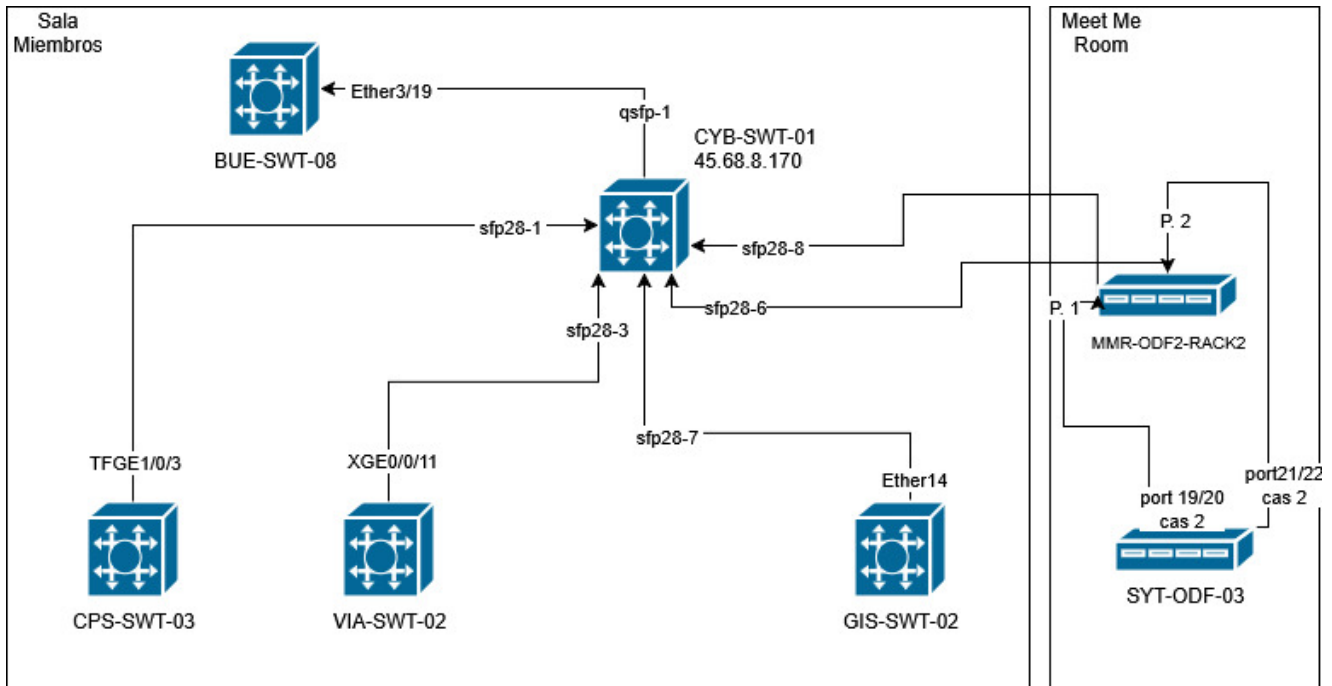 Sala
Miembros
Meet Me
Room
Ether3/19
qsfp-1
BUE-SWT-08
CYB-SWT-01
45.68.8.170
sfp28-1
sfp28-8
P. 2
sfp28-6
P. 1
sfp28-3
MMR-ODF2-RACK2
sfp28-7
TFGE1/0/3
XGE0/0/11
Ether14
port 19/20
cas 2
port21/22
cas 2
CPS-SWT-03
VIA-SWT-02
GIS-SWT-02
SYT-ODF-03